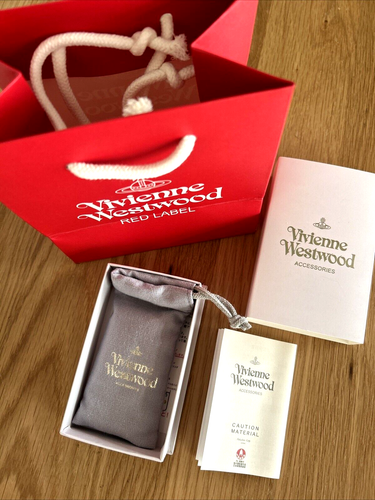 Vivienne
Westwood
RED LABEL
Vivienne
Westwood
ACCESSORIES
Vivienne
Westwood
ACCESSORIES
Vivienne
Westwood
ACCESSORIES
CAUTION
MATERIAL